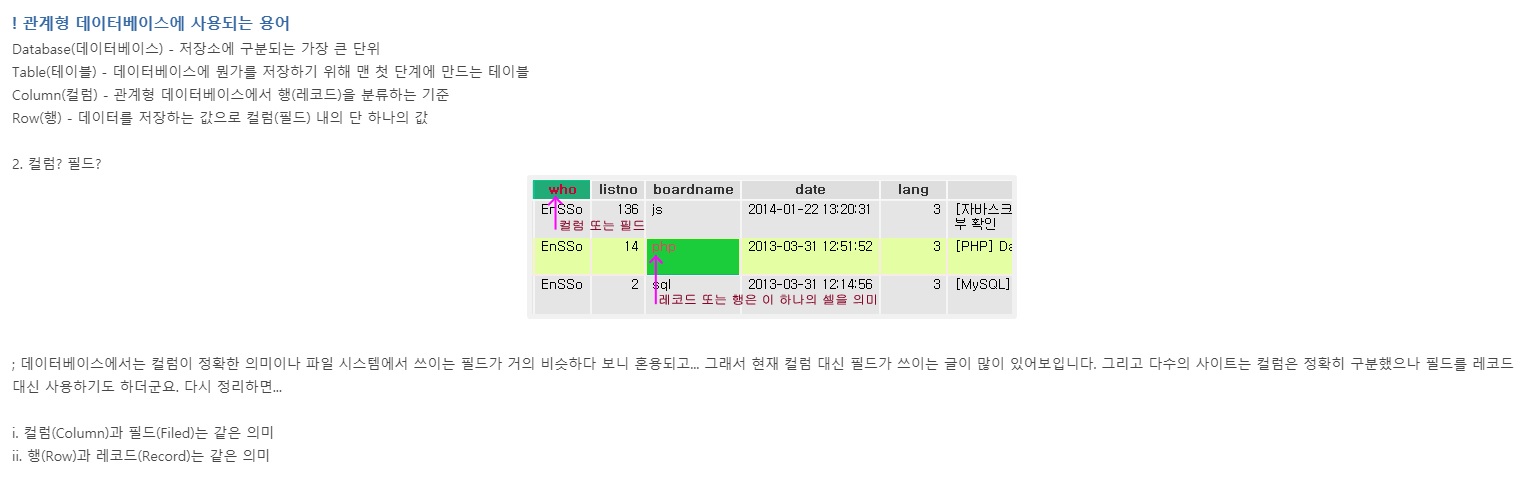 ! 관계형 데이터베이스에 사용되는 용어
Database(데이터베이스) - 저장소에 구분되는 가장 큰 단위
Table(테이블) - 데이터베이스에 뭔가를 저장하기 위해 맨 첫 단계에 만드는 테이블
Column(컬럼) - 관계형 데이터베이스에서 행(레코드)을 분류하는 기준
Row(행) - 데이터를 저장하는 값으로 컬럼(필드) 내의 단 하나의 값
2. 컬럼? 필드?
who listno boardname date lang
EnSSo 136 js 2014-01-22 13:20:31 3 [자바스크
부 확인
컬럼 또는 필드
EnSSo 14 php 2013-03-31 12:51:52 3 [PHP] Da
EnSSo 2 sql 2013-03-31 12:14:56 3 [MySQL]
레코드 또는 행은 이 하나의 셀을 의미
; 데이터베이스에서는 컬럼이 정확한 의미이나 파일 시스템에서 쓰이는 필드가 거의 비슷하다 보니 혼용되고... 그래서 현재 컬럼 대신 필드가 쓰이는 글이 많이 있어보입니다. 그리고 다수의 사이트는 컬럼은 정확히 구분했으나 필드를 레코드
대신 사용하기도 하더군요. 다시 정리하면...
i. 컬럼(Column)과 필드(Filed)는 같은 의미
ii. 행(Row)과 레코드(Record)는 같은 의미